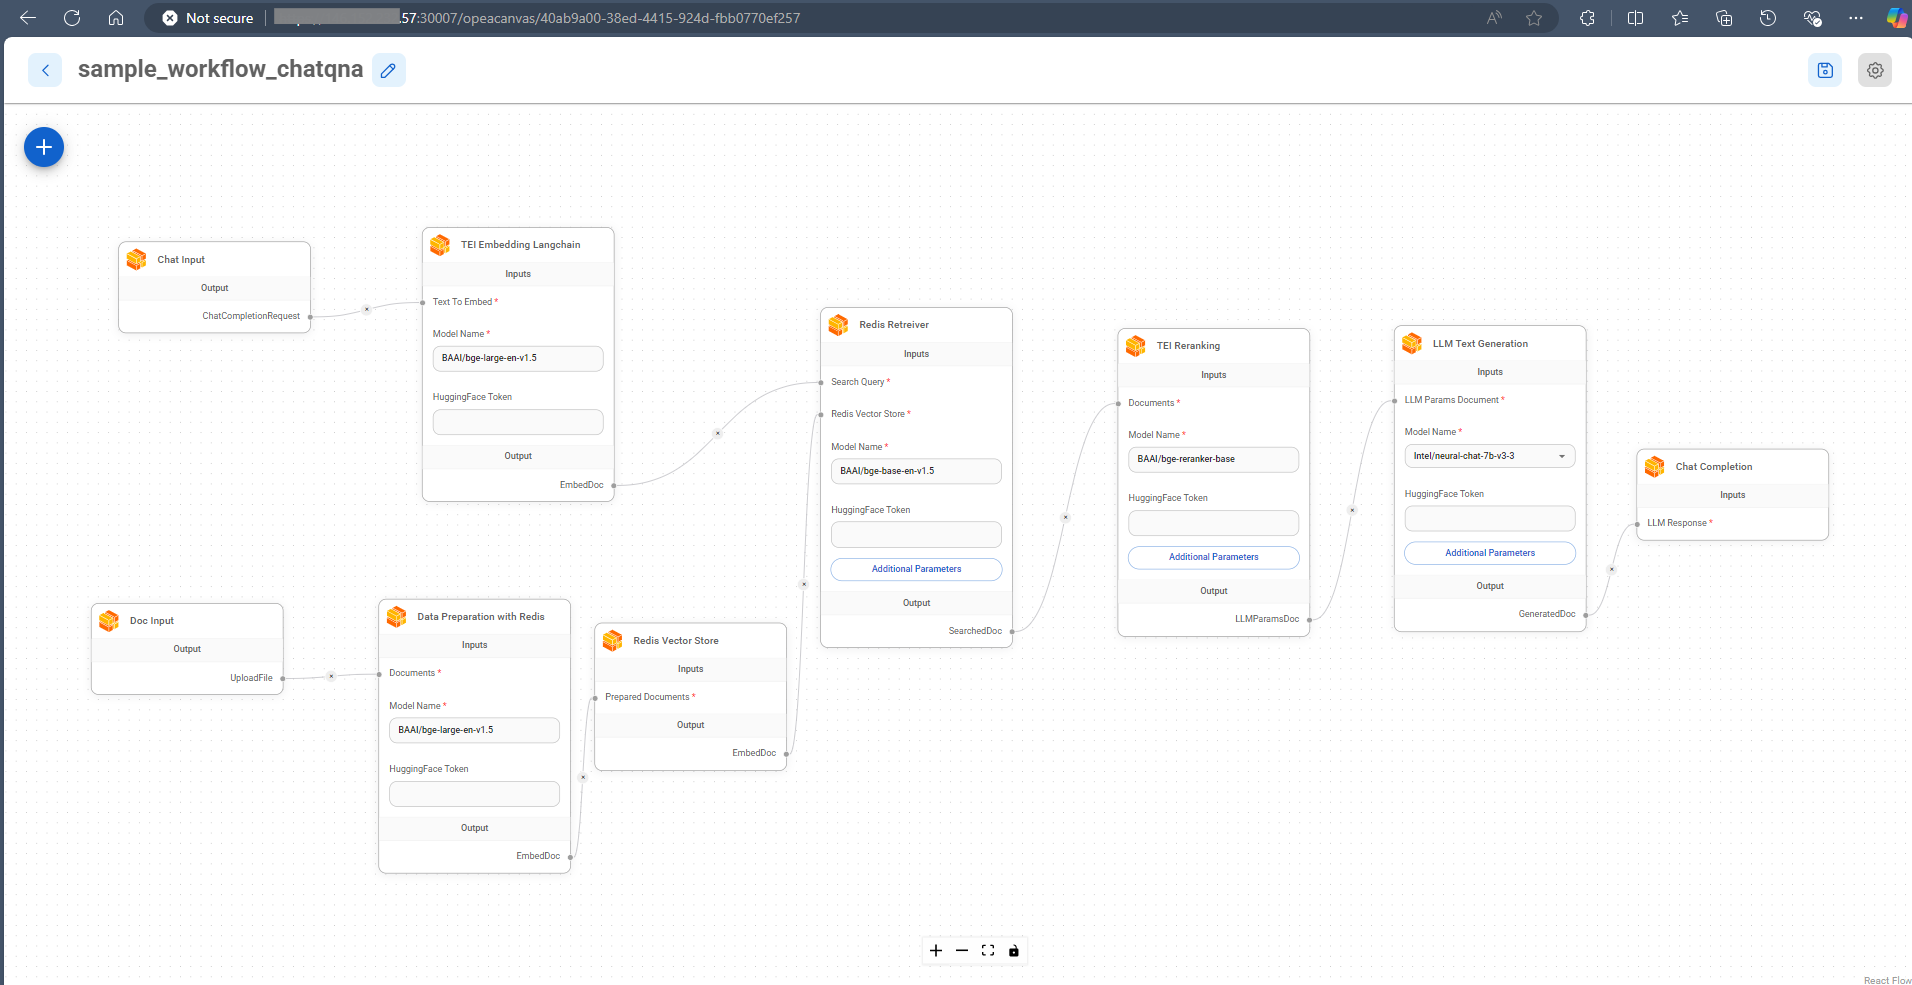 Not secure
.57:30007/opeacanvas/40ab9a00-38ed-4415-924d-fbb0770ef257
sample_workflow_chatqna
Chat Input
Output
ChatCompletionRequest
TEI Embedding Langchain
Inputs
Text To Embed *
Model Name *
BAAI/bge-large-en-v1.5
HuggingFace Token
Output
EmbedDoc
Doc Input
Output
UploadFile
Data Preparation with Redis
Inputs
Documents *
Model Name *
BAAI/bge-large-en-v1.5
HuggingFace Token
Output
EmbedDoc
Redis Vector Store
Inputs
Prepared Documents *
Output
EmbedDoc
Redis Retreiver
Inputs
Search Query *
Redis Vector Store *
Model Name *
BAAI/bge-base-en-v1.5
HuggingFace Token
Additional Parameters
Output
SearchedDoc
TEI Reranking
Inputs
Documents *
Model Name *
BAAI/bge-reranker-base
HuggingFace Token
Additional Parameters
Output
LLMParamsDoc
LLM Text Generation
Inputs
LLM Params Document *
Model Name *
Intel/neural-chat-7b-v3-3
HuggingFace Token
Additional Parameters
Output
GeneratedDoc
Chat Completion
Inputs
LLM Response *
React Flow